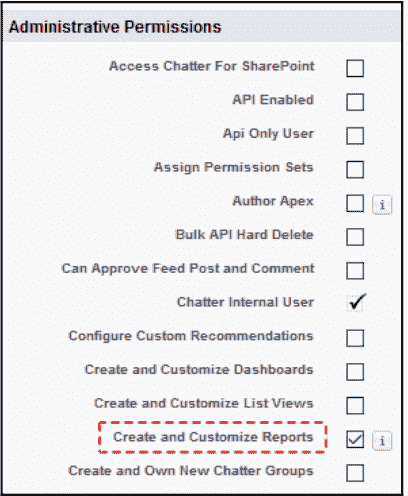 Administrative Permissions
Access Chatter For SharePoint
API Enabled
Api Only User
Assign Permission Sets
Author Apex i
Bulk API Hard Delete
Can Approve Feed Post and Comment
Chatter Internal User
Configure Custom Recommendations
Create and Customize Dashboards
Create and Customize List Views
Create and Customize Reports i
Create and Own New Chatter Groups